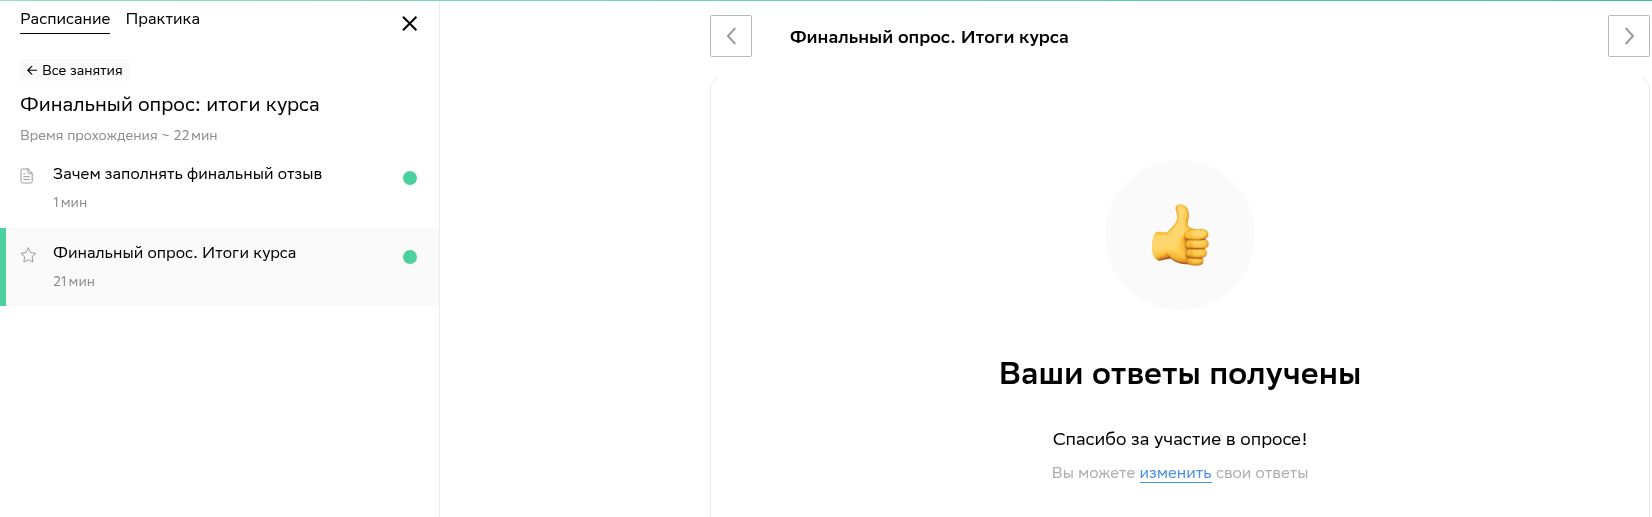 Расписание Практика
← Все занятия
Финальный опрос: итоги курса
Время прохождения ~ 22 мин
Зачем заполнять финальный отзыв
1 мин
Финальный опрос. Итоги курса
21 мин
Финальный опрос. Итоги курса
Ваши ответы получены
Спасибо за участие в опросе!
Вы можете изменить свои ответы